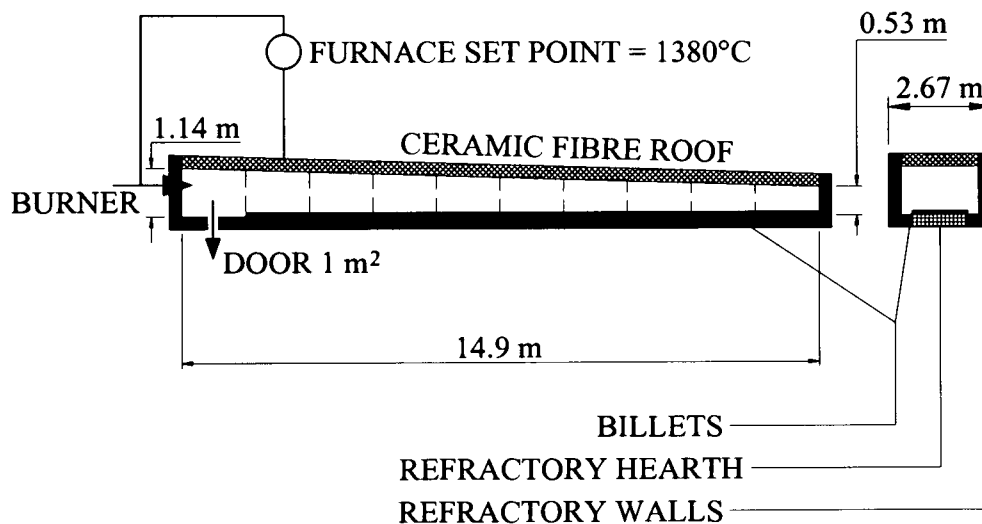 0.53 m
FURNACE SET POINT = 1380°C
2.67 m
1.14 m
CERAMIC FIBRE ROOF
BURNER
DOOR 1 m²
14.9 m
BILLETS
REFRACTORY HEARTH
REFRACTORY WALLS